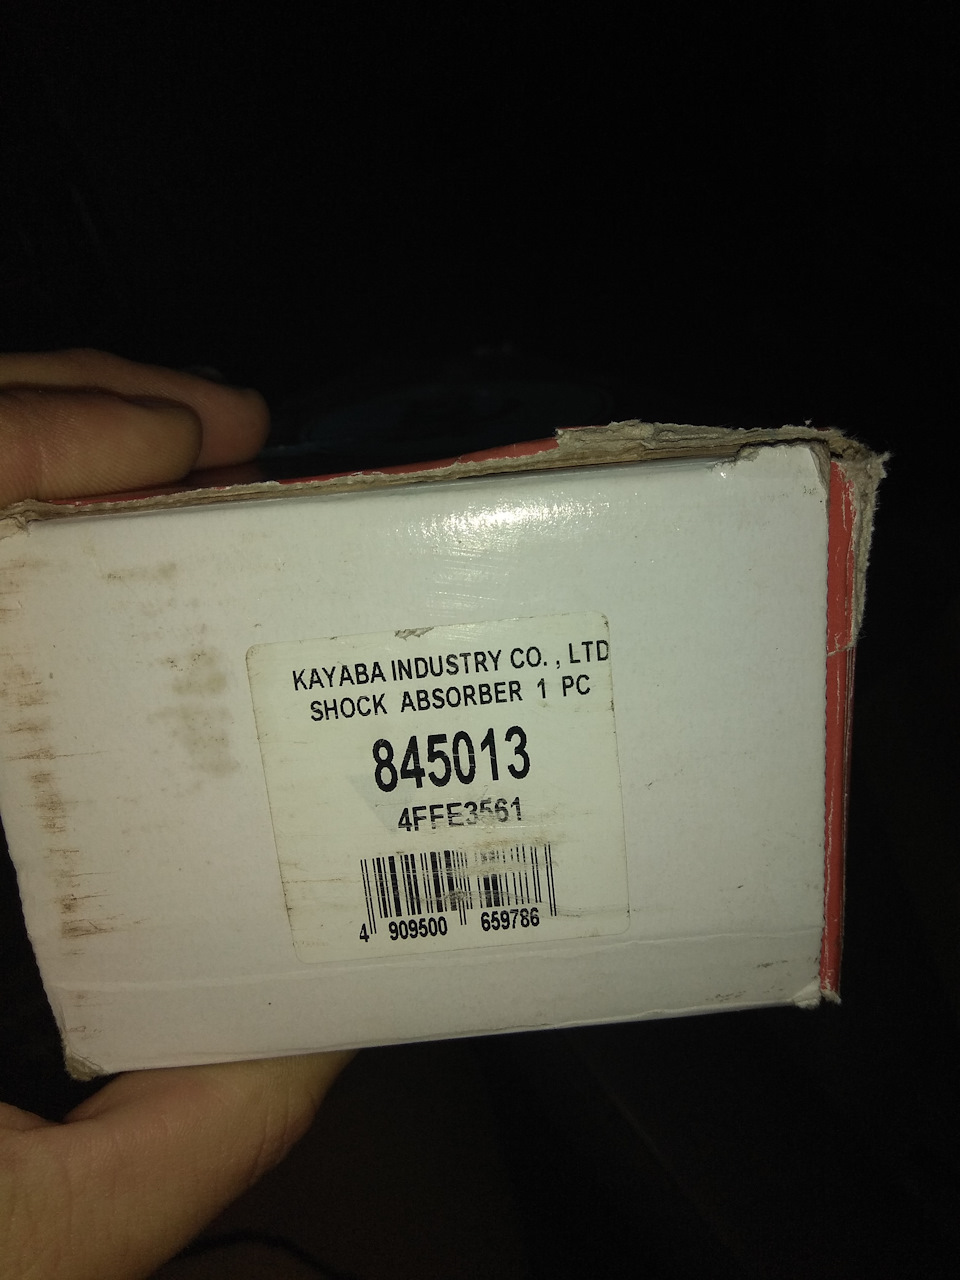 KAYABA INDUSTRY CO. , LTD
SHOCK ABSORBER 1 PC
845013
4FFE3561
4 909500 659786